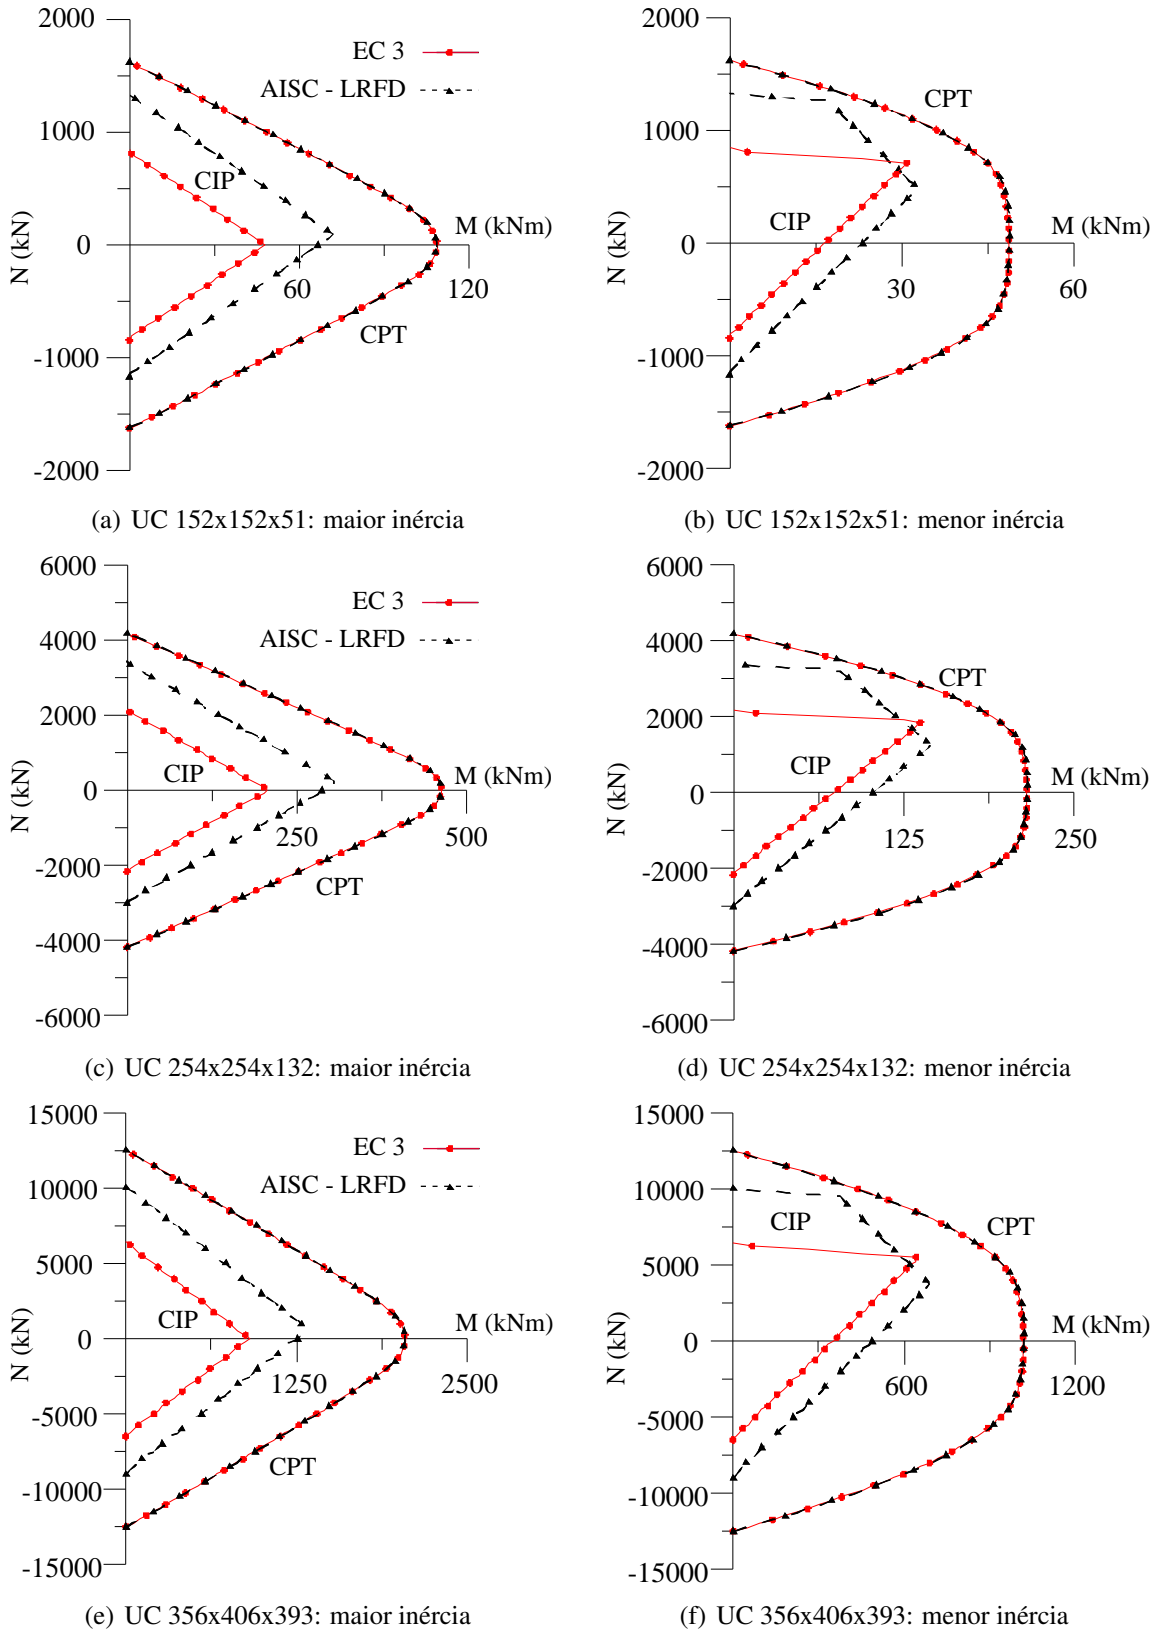 2000
1000
0
-1000
-2000
N (kN)
EC 3
AISC - LRFD
CIP
M (kNm)
60
120
CPT
(a) UC 152x152x51: maior inércia
2000
1000
0
-1000
-2000
N (kN)
CPT
CIP
M (kNm)
30
60
(b) UC 152x152x51: menor inércia
6000
4000
2000
0
-2000
-4000
-6000
N (kN)
EC 3
AISC - LRFD
CIP
M (kNm)
250
500
CPT
(c) UC 254x254x132: maior inércia
6000
4000
2000
0
-2000
-4000
-6000
N (kN)
CPT
CIP
M (kNm)
125
250
(d) UC 254x254x132: menor inércia
15000
10000
5000
0
-5000
-10000
-15000
N (kN)
EC 3
AISC - LRFD
CIP
M (kNm)
1250
2500
CPT
(e) UC 356x406x393: maior inércia
15000
10000
5000
0
-5000
-10000
-15000
N (kN)
CIP
CPT
M (kNm)
600
1200
(f) UC 356x406x393: menor inércia